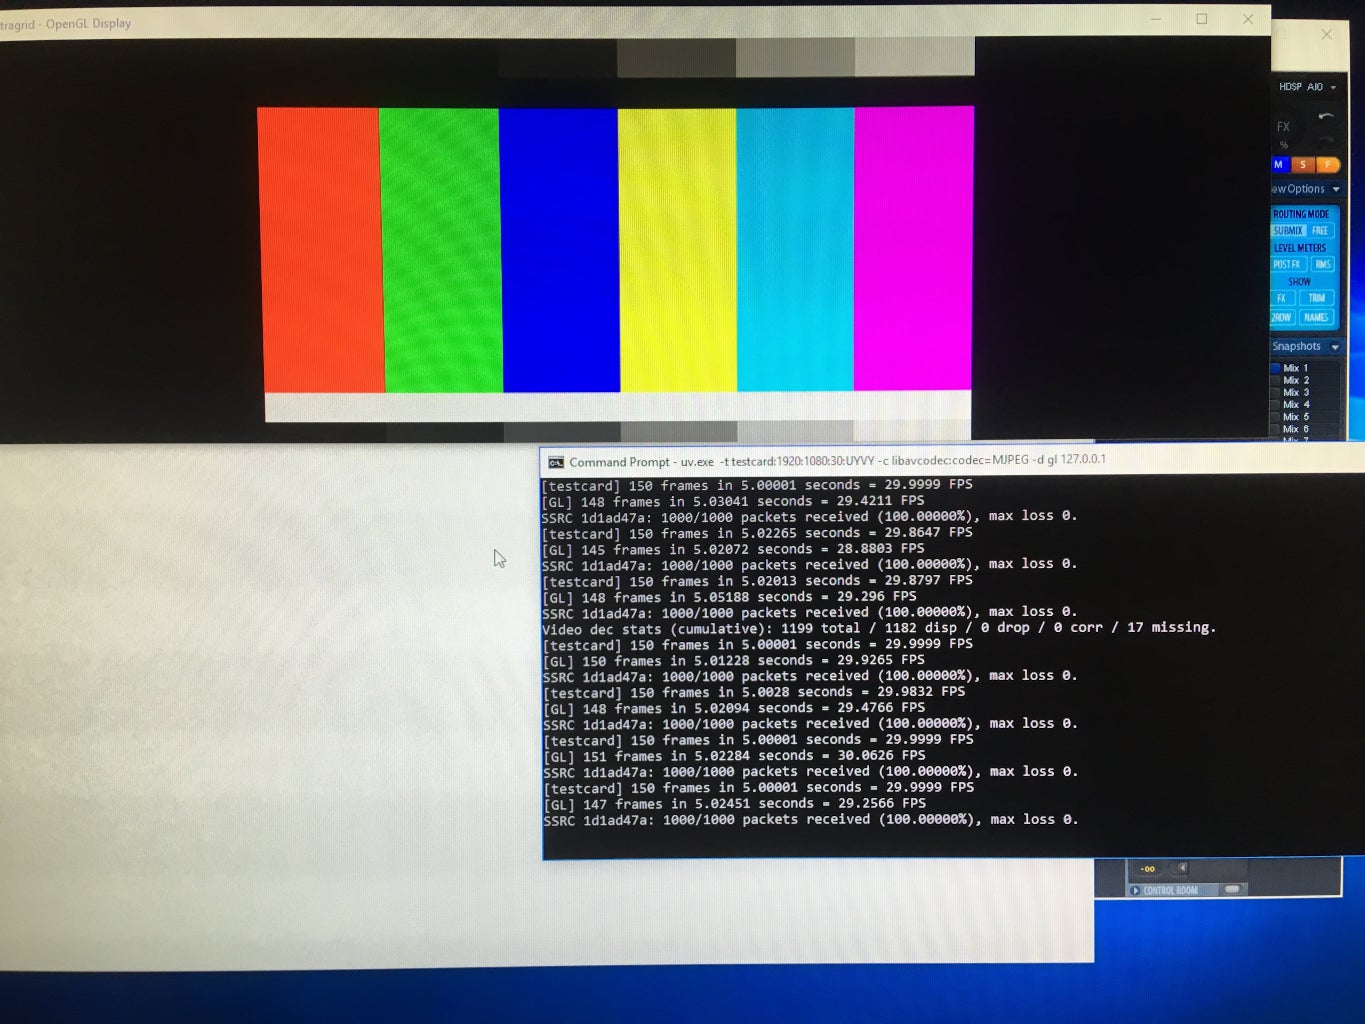 tragrid - OpenGL Display
HDSP AIO
FX
%
M S F
ew Options
ROUTING MODE
SUBMIX FREE
LEVEL METERS
POST FX RMS
SHOW
FX TRIM
2ROW NAMES
Snapshots
Mix 1
Mix 2
Mix 3
Mix 4
Mix 5
Mix 6
Mix 7
Command Prompt - uv.exe -t testcard:1920:1080:30:UYVY -c libavcodec:codec=MJPEG -d gl 127.0.0.1
[testcard] 150 frames in 5.00001 seconds = 29.9999 FPS
[GL] 148 frames in 5.03041 seconds = 29.4211 FPS
SSRC 1d1ad47a: 1000/1000 packets received (100.00000%), max loss 0.
[testcard] 150 frames in 5.02265 seconds = 29.8647 FPS
[GL] 145 frames in 5.02072 seconds = 28.8803 FPS
SSRC 1d1ad47a: 1000/1000 packets received (100.00000%), max loss 0.
[testcard] 150 frames in 5.02013 seconds = 29.8797 FPS
[GL] 148 frames in 5.05188 seconds = 29.296 FPS
SSRC 1d1ad47a: 1000/1000 packets received (100.00000%), max loss 0.
Video dec stats (cumulative): 1199 total / 1182 disp / 0 drop / 0 corr / 17 missing.
[testcard] 150 frames in 5.00001 seconds = 29.9999 FPS
[GL] 150 frames in 5.01228 seconds = 29.9265 FPS
SSRC 1d1ad47a: 1000/1000 packets received (100.00000%), max loss 0.
[testcard] 150 frames in 5.0028 seconds = 29.9832 FPS
[GL] 148 frames in 5.02094 seconds = 29.4766 FPS
SSRC 1d1ad47a: 1000/1000 packets received (100.00000%), max loss 0.
[testcard] 150 frames in 5.00001 seconds = 29.9999 FPS
[GL] 151 frames in 5.02284 seconds = 30.0626 FPS
SSRC 1d1ad47a: 1000/1000 packets received (100.00000%), max loss 0.
[testcard] 150 frames in 5.00001 seconds = 29.9999 FPS
[GL] 147 frames in 5.02451 seconds = 29.2566 FPS
SSRC 1d1ad47a: 1000/1000 packets received (100.00000%), max loss 0.
-oo
CONTROL ROOM